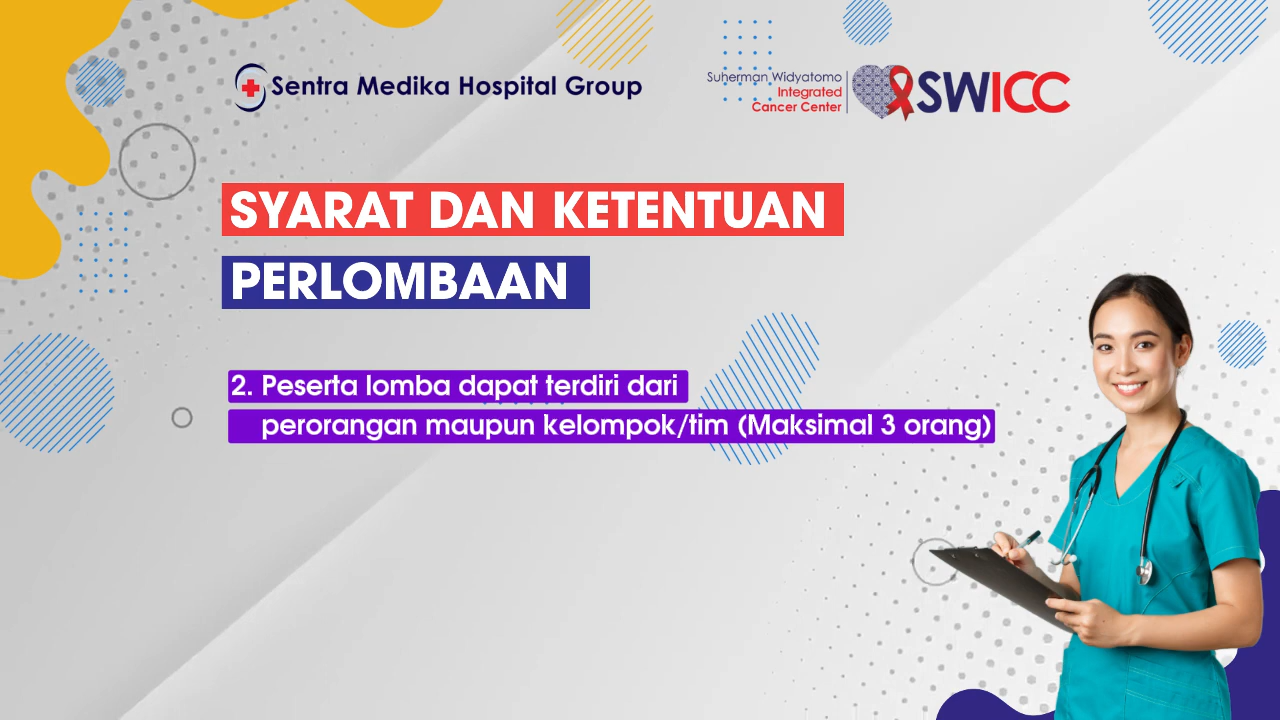 Sentra Medika Hospital Group
Suherman Widyatomo
Integrated
Cancer Center
SWICC
SYARAT DAN KETENTUAN
PERLOMBAAN
2. Peserta lomba dapat terdiri dari
perorangan maupun kelompok/tim (Maksimal 3 orang)